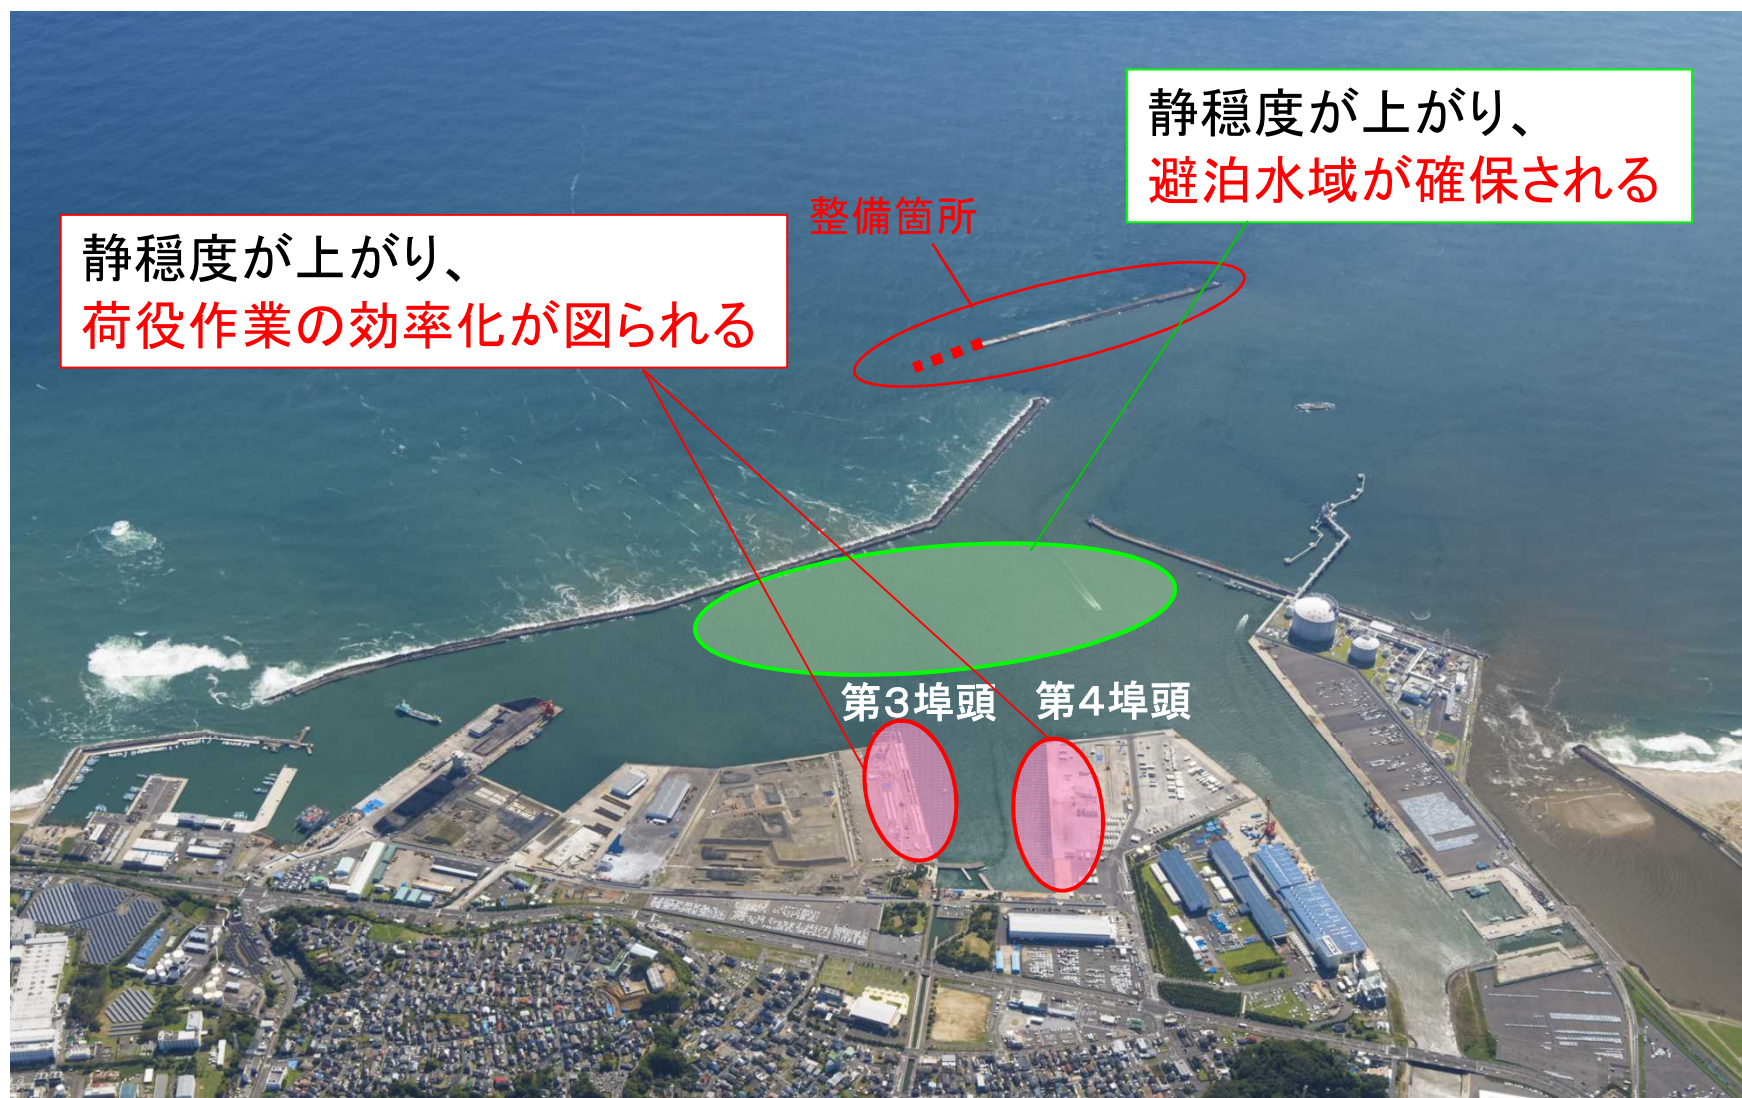 静穏度が上がり、
避泊水域が確保される
整備箇所
静穏度が上がり、
荷役作業の効率化が図られる
第3埠頭
第4埠頭